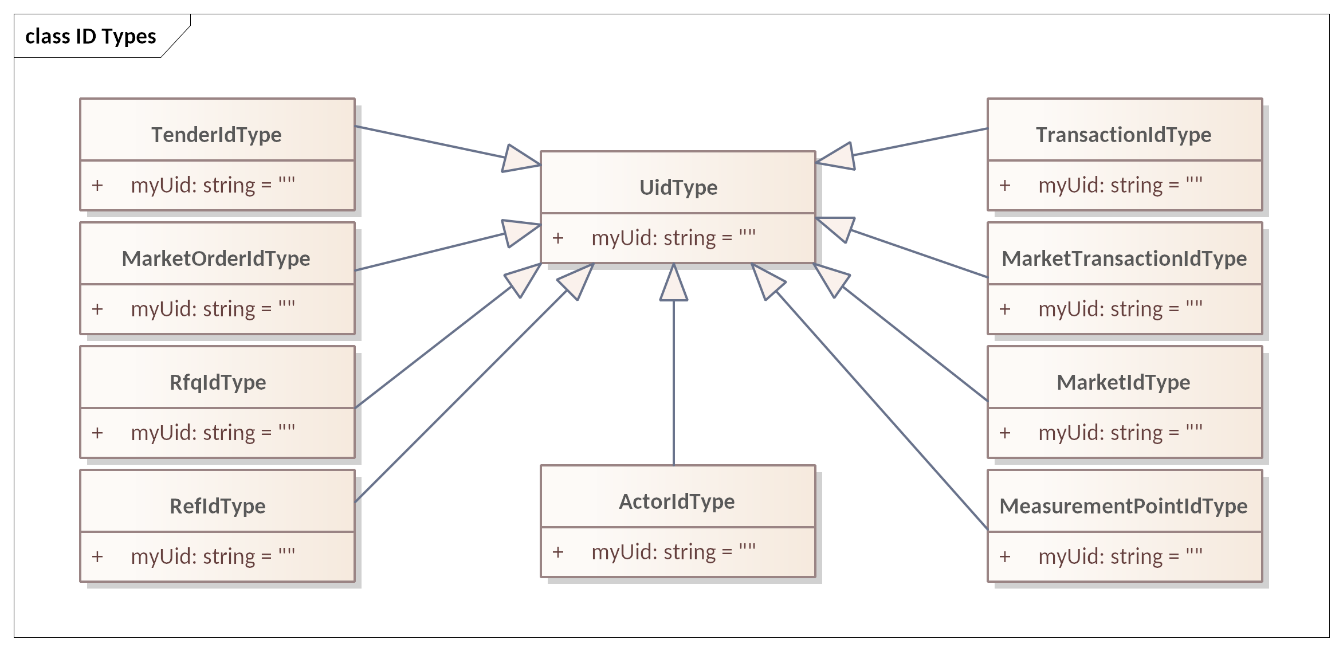 class ID Types
TenderIdType
+ myUid: string = ""
MarketOrderIdType
+ myUid: string = ""
RfqIdType
+ myUid: string = ""
RefIdType
+ myUid: string = ""
UidType
+ myUid: string = ""
ActorIdType
+ myUid: string = ""
TransactionIdType
+ myUid: string = ""
MarketTransactionIdType
+ myUid: string = ""
MarketIdType
+ myUid: string = ""
MeasurementPointIdType
+ myUid: string = ""